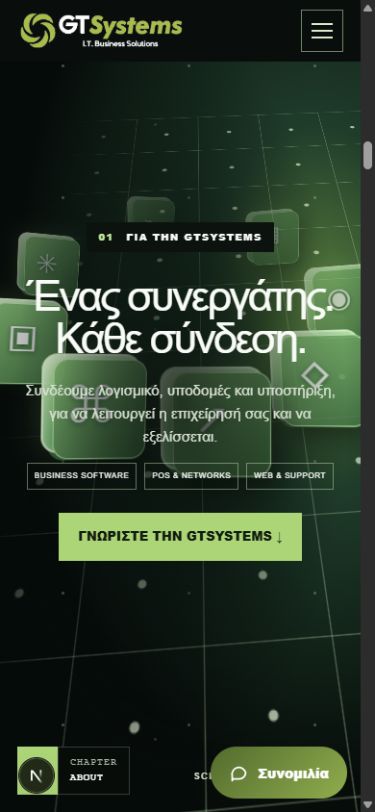 GTSystems
I.T. Business Solutions
01 ΓΙΑ ΤΗΝ GTSYSTEMS
Ένας συνεργάτης.
Κάθε σύνδεση.
Συνδέουμε λογισμικό, υποδομές και υποστήριξη,
για να λειτουργεί η επιχείρησή σας και να
εξελίσσεται.
BUSINESS SOFTWARE
POS & NETWORKS
WEB & SUPPORT
ΓΝΩΡΙΣΤΕ ΤΗΝ GTSYSTEMS ↓
N
CHAPTER
ABOUT
Συνομιλία